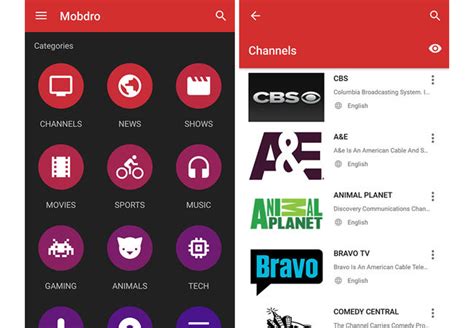 Mobdro
Categories
CHANNELS
NEWS
SHOWS
MOVIES
SPORTS
MUSIC
GAMING
ANIMALS
TECH
Channels
CBS
CBS
Columbia Broadcasting System. I...
English
A&E
A&E
A&e Is An American Cable And S...
English
ANIMAL
PLANET
ANIMAL PLANET
Discovery Communications Chan...
English
Bravo
BRAVO TV
Bravo Is An American Cable Tele...
English
COMEDY CENTRAL
The Channel Carries Comedy Pro...